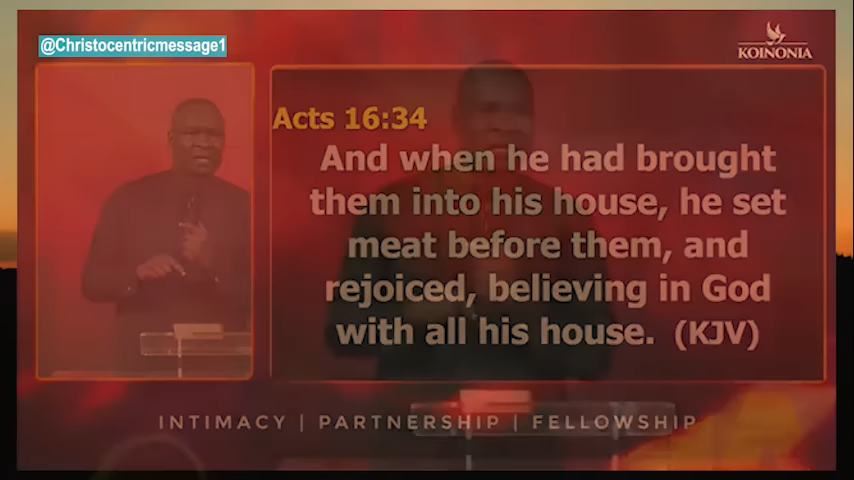 @Christocentricmessage1
KOINONIA
Acts 16:34
And when he had brought
them into his house, he set
meat before them, and
rejoiced, believing in God
with all his house. (KJV)
INTIMACY | PARTNERSHIP | FELLOWSHIP